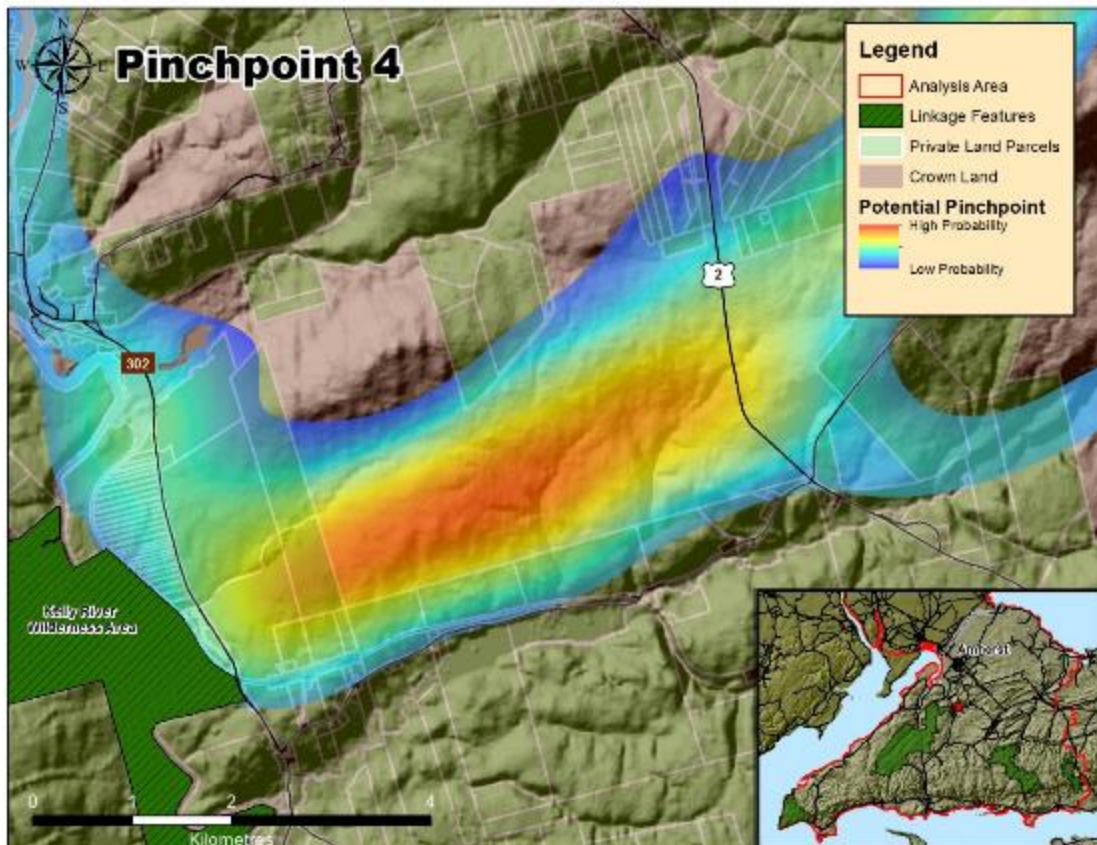 N
W E
S
Pinchpoint 4
Legend
Analysis Area
Linkage Features
Private Land Parcels
Crown Land
Potential Pinchpoint
High Probability
Low Probability
2
302
Kelly River
Wilderness Area
Amherst
0 1 2 4
Kilometres